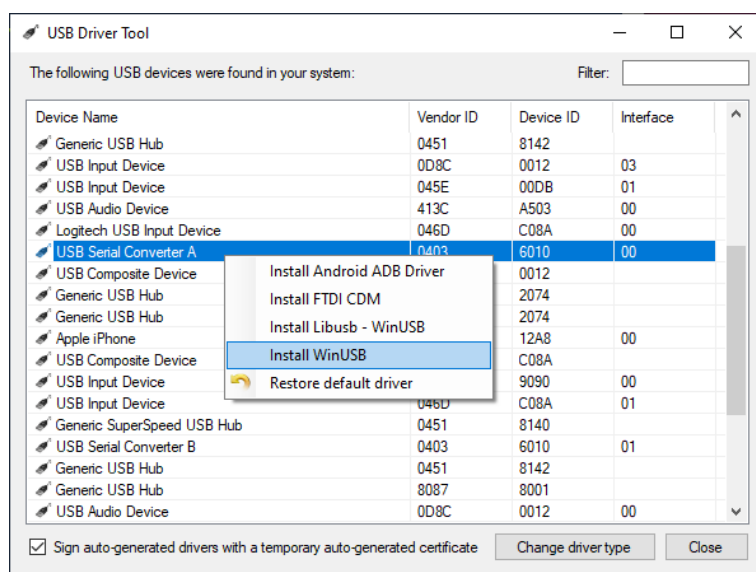 USB Driver Tool
The following USB devices were found in your system: Filter:
Device Name Vendor ID Device ID Interface
Generic USB Hub 0451 8142
USB Input Device 0D8C 0012 03
USB Input Device 045E 00DB 01
USB Audio Device 413C A503 00
Logitech USB Input Device 046D C08A 00
USB Serial Converter A 0403 6010 00
USB Composite Device 0012
Generic USB Hub 2074
Generic USB Hub 2074
Apple iPhone 12A8 00
USB Composite Device C08A
USB Input Device 9090 00
USB Input Device 046D C08A 01
Generic SuperSpeed USB Hub 0451 8140
USB Serial Converter B 0403 6010 01
Generic USB Hub 0451 8142
Generic USB Hub 8087 8001
USB Audio Device 0D8C 0012 00
Install Android ADB Driver
Install FTDI CDM
Install Libusb - WinUSB
Install WinUSB
Restore default driver
Sign auto-generated drivers with a temporary auto-generated certificate Change driver type Close